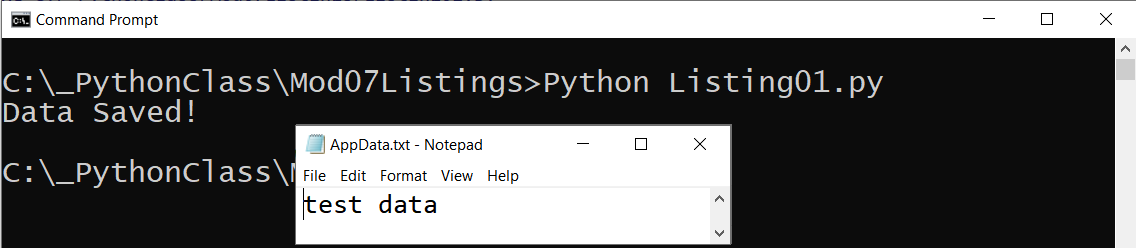 Command Prompt
C:\_PythonClass\Mod07Listings>Python Listing01.py
Data Saved!
C:\_PythonClass\
AppData.txt - Notepad
File Edit Format View Help
test data